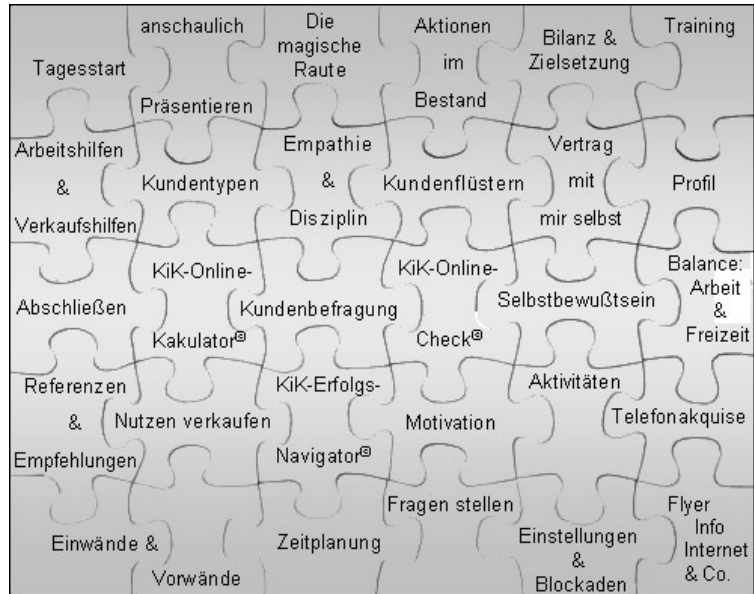 Tagesstart
anschaulich
Präsentieren
Die
magische
Raute
Aktionen
im
Bestand
Bilanz &
Zielsetzung
Training
Arbeitshilfen
&
Verkaufshilfen
Kundentypen
Empathie
&
Disziplin
Kundenflüstern
Vertrag
mit
mir selbst
Profil
Abschließen
KiK-Online-
Kakulator©
Kundenbefragung
KiK-Online-
Check©
Selbstbewußtsein
Balance:
Arbeit
&
Freizeit
Referenzen
&
Empfehlungen
Nutzen verkaufen
KiK-Erfolgs-
Navigator©
Motivation
Aktivitäten
Telefonakquise
Einwände &
Vorwände
Zeitplanung
Fragen stellen
Einstellungen
&
Blockaden
Flyer
Info
Internet
& Co.